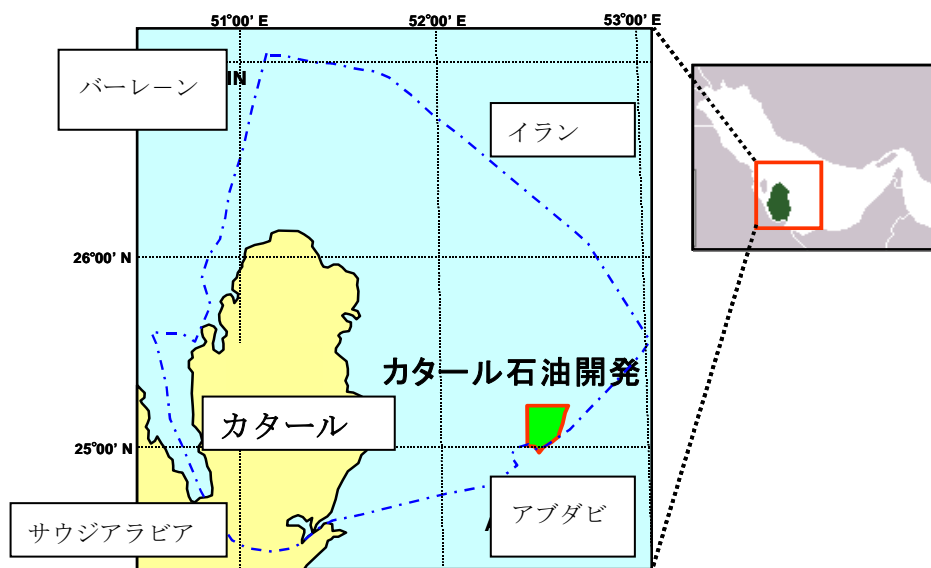 51°00' E
52°00' E
53°00' E
バーレーン
IN
イラン
26°00' N
カタール石油開発
カタール
25°00' N
アブダビ
サウジアラビア